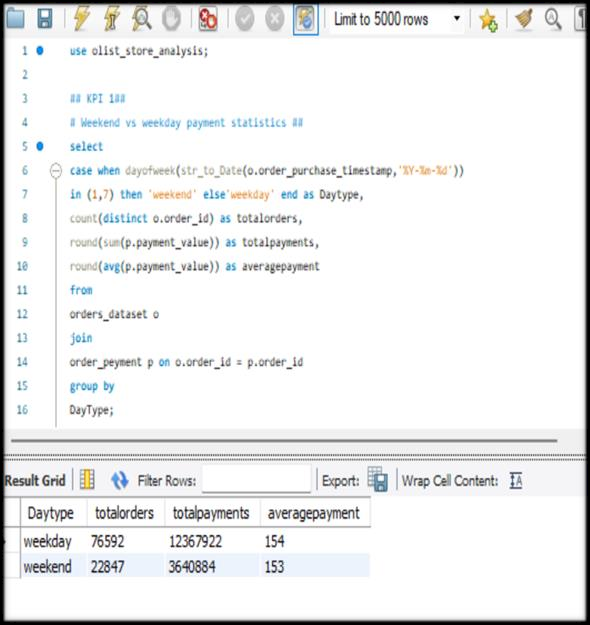 Limit to 5000 rows
1 use olist_store_analysis;
2
3 ## KPI 1##
4 # Weekend vs weekday payment statistics ##
5 select
6 case when dayofweek(str_to_Date(o.order_purchase_timestamp,'%Y-%m-%d'))
7 in (1,7) then 'weekend' else'weekday' end as Daytype,
8 count(distinct o.order_id) as totalorders,
9 round(sum(p.payment_value)) as totalpayments,
10 round(avg(p.payment_value)) as averagepayment
11 from
12 orders_dataset o
13 join
14 order_peyment p on o.order_id = p.order_id
15 group by
16 DayType;
Result Grid Filter Rows: Export: Wrap Cell Content: IA
Daytype totalorders totalpayments averagepayment
weekday 76592 12367922 154
weekend 22847 3640884 153